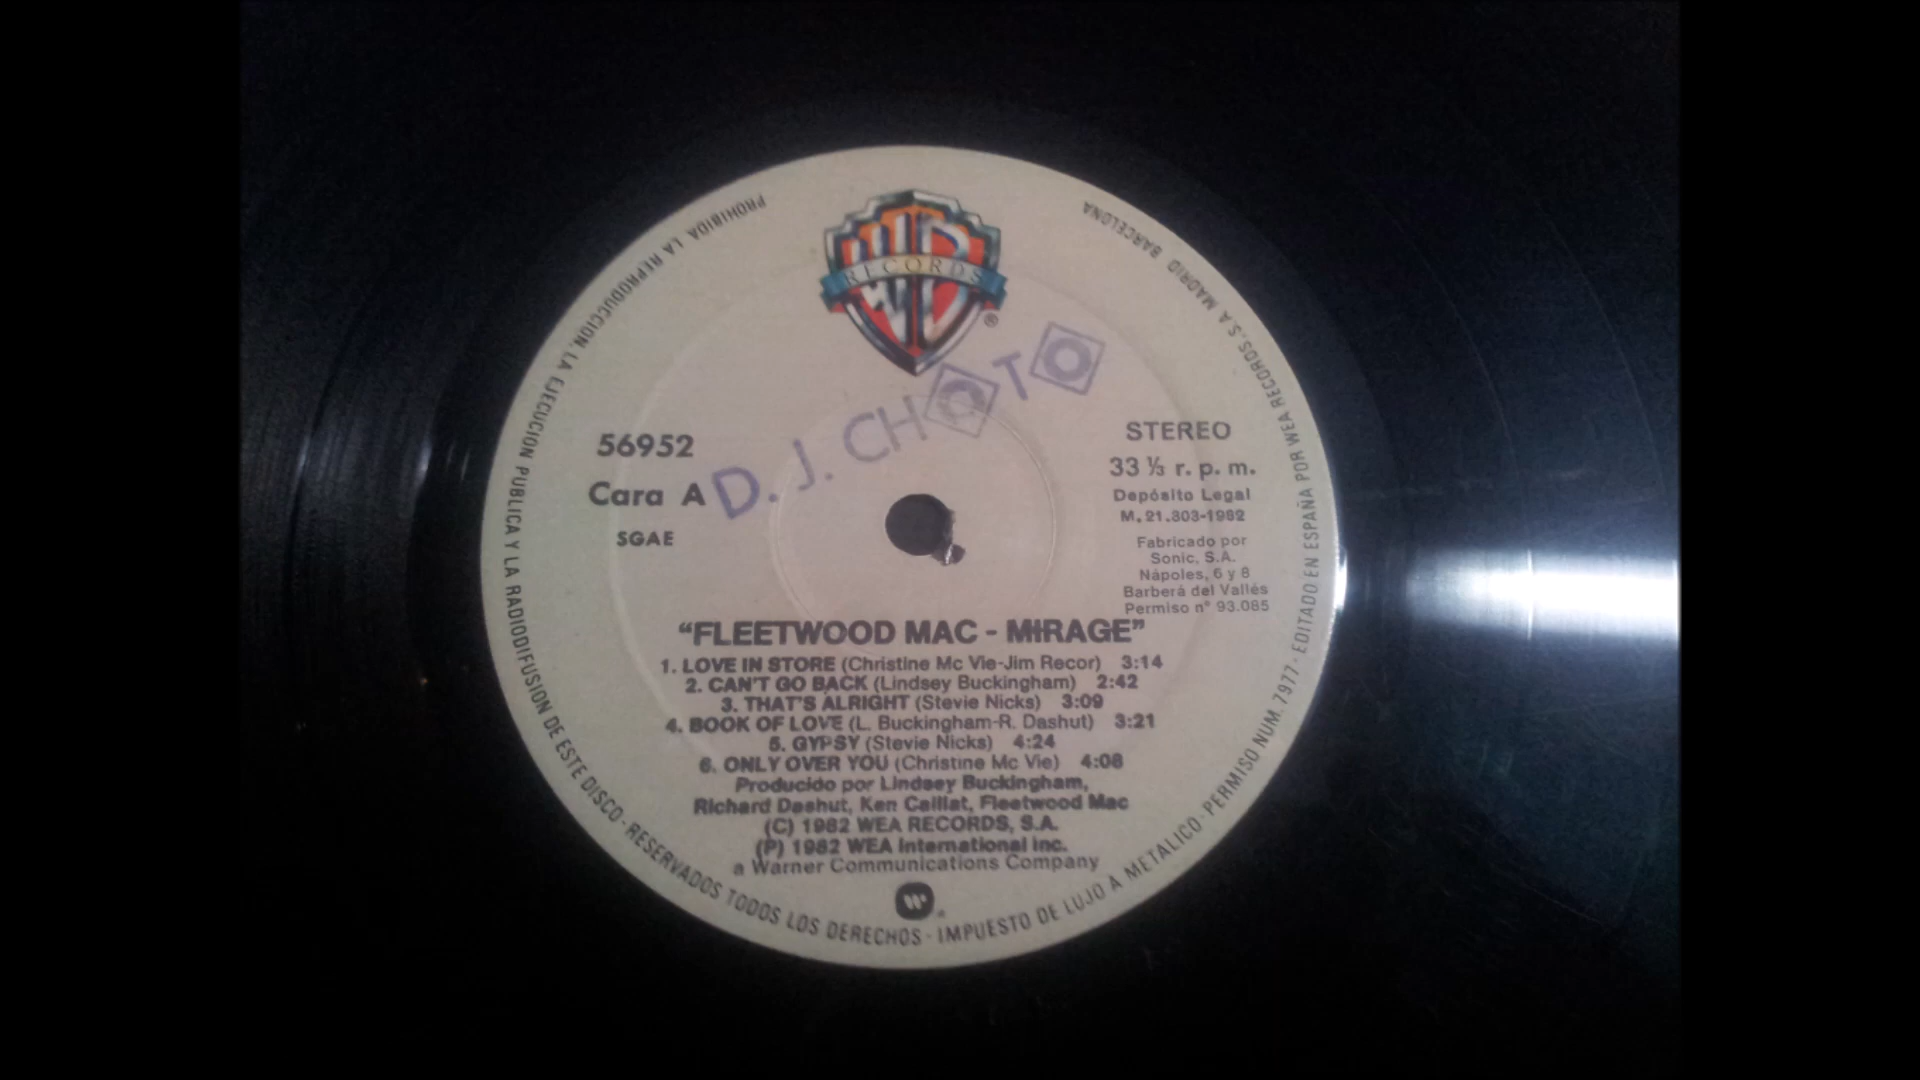 PROHIBIDA LA REPRODUCCION, LA EJECUCION PUBLICA Y LA RADIODIFUSION DE ESTE DISCO - RESERVADOS TODOS LOS DERECHOS - IMPUESTO DE LUJO A METALICO - PERMISO NUM. 7977 - EDITADO EN ESPAÑA POR WEA RECORDS, S.A. MADRID BARCELONA
WB
RECORDS
®
D. J. CHOTO
56952
Cara A
SGAE
STEREO
33 ⅓ r. p. m.
Depósito Legal
M. 21.303-1982
Fabricado por
Sonic, S.A.
Nápoles, 6 y 8
Barberá del Vallés
Permiso n° 93.085
“FLEETWOOD MAC - MIRAGE”
1. LOVE IN STORE (Christine Mc Vie-Jim Recor) 3:14
2. CAN'T GO BACK (Lindsey Buckingham) 2:42
3. THAT'S ALRIGHT (Stevie Nicks) 3:09
4. BOOK OF LOVE (L. Buckingham-R. Dashut) 3:21
5. GYPSY (Stevie Nicks) 4:24
6. ONLY OVER YOU (Christine Mc Vie) 4:08
Producido por Lindsey Buckingham,
Richard Dashut, Ken Caillat, Fleetwood Mac
(C) 1982 WEA RECORDS, S.A.
(P) 1982 WEA International inc.
a Warner Communications Company